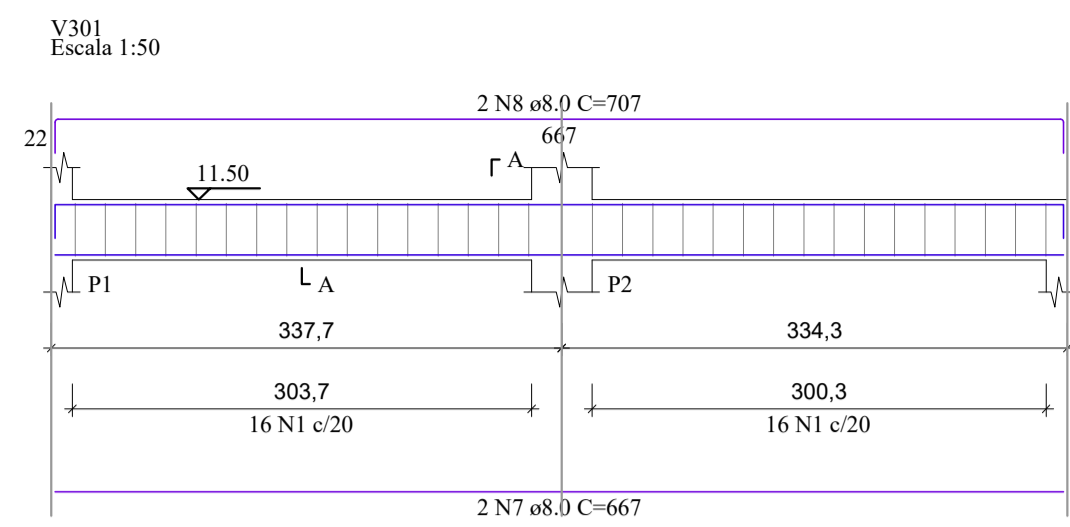 V301
Escala 1:50
2 N8 ø8.0 C=707
22
667
A
11.50
P1
A
P2
337,7
334,3
303,7
300,3
16 N1 c/20
16 N1 c/20
2 N7 ø8.0 C=667